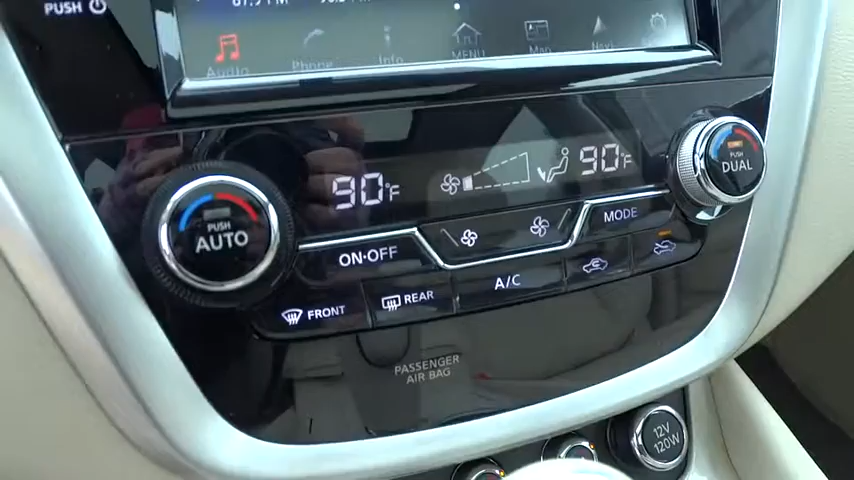 PUSH
Audio
Phone
Info
MENU
Map
Navi
90°F
90°F
PUSH
AUTO
PUSH
DUAL
ON·OFF
MODE
A/C
FRONT
REAR
PASSENGER
AIR BAG
12V
120W